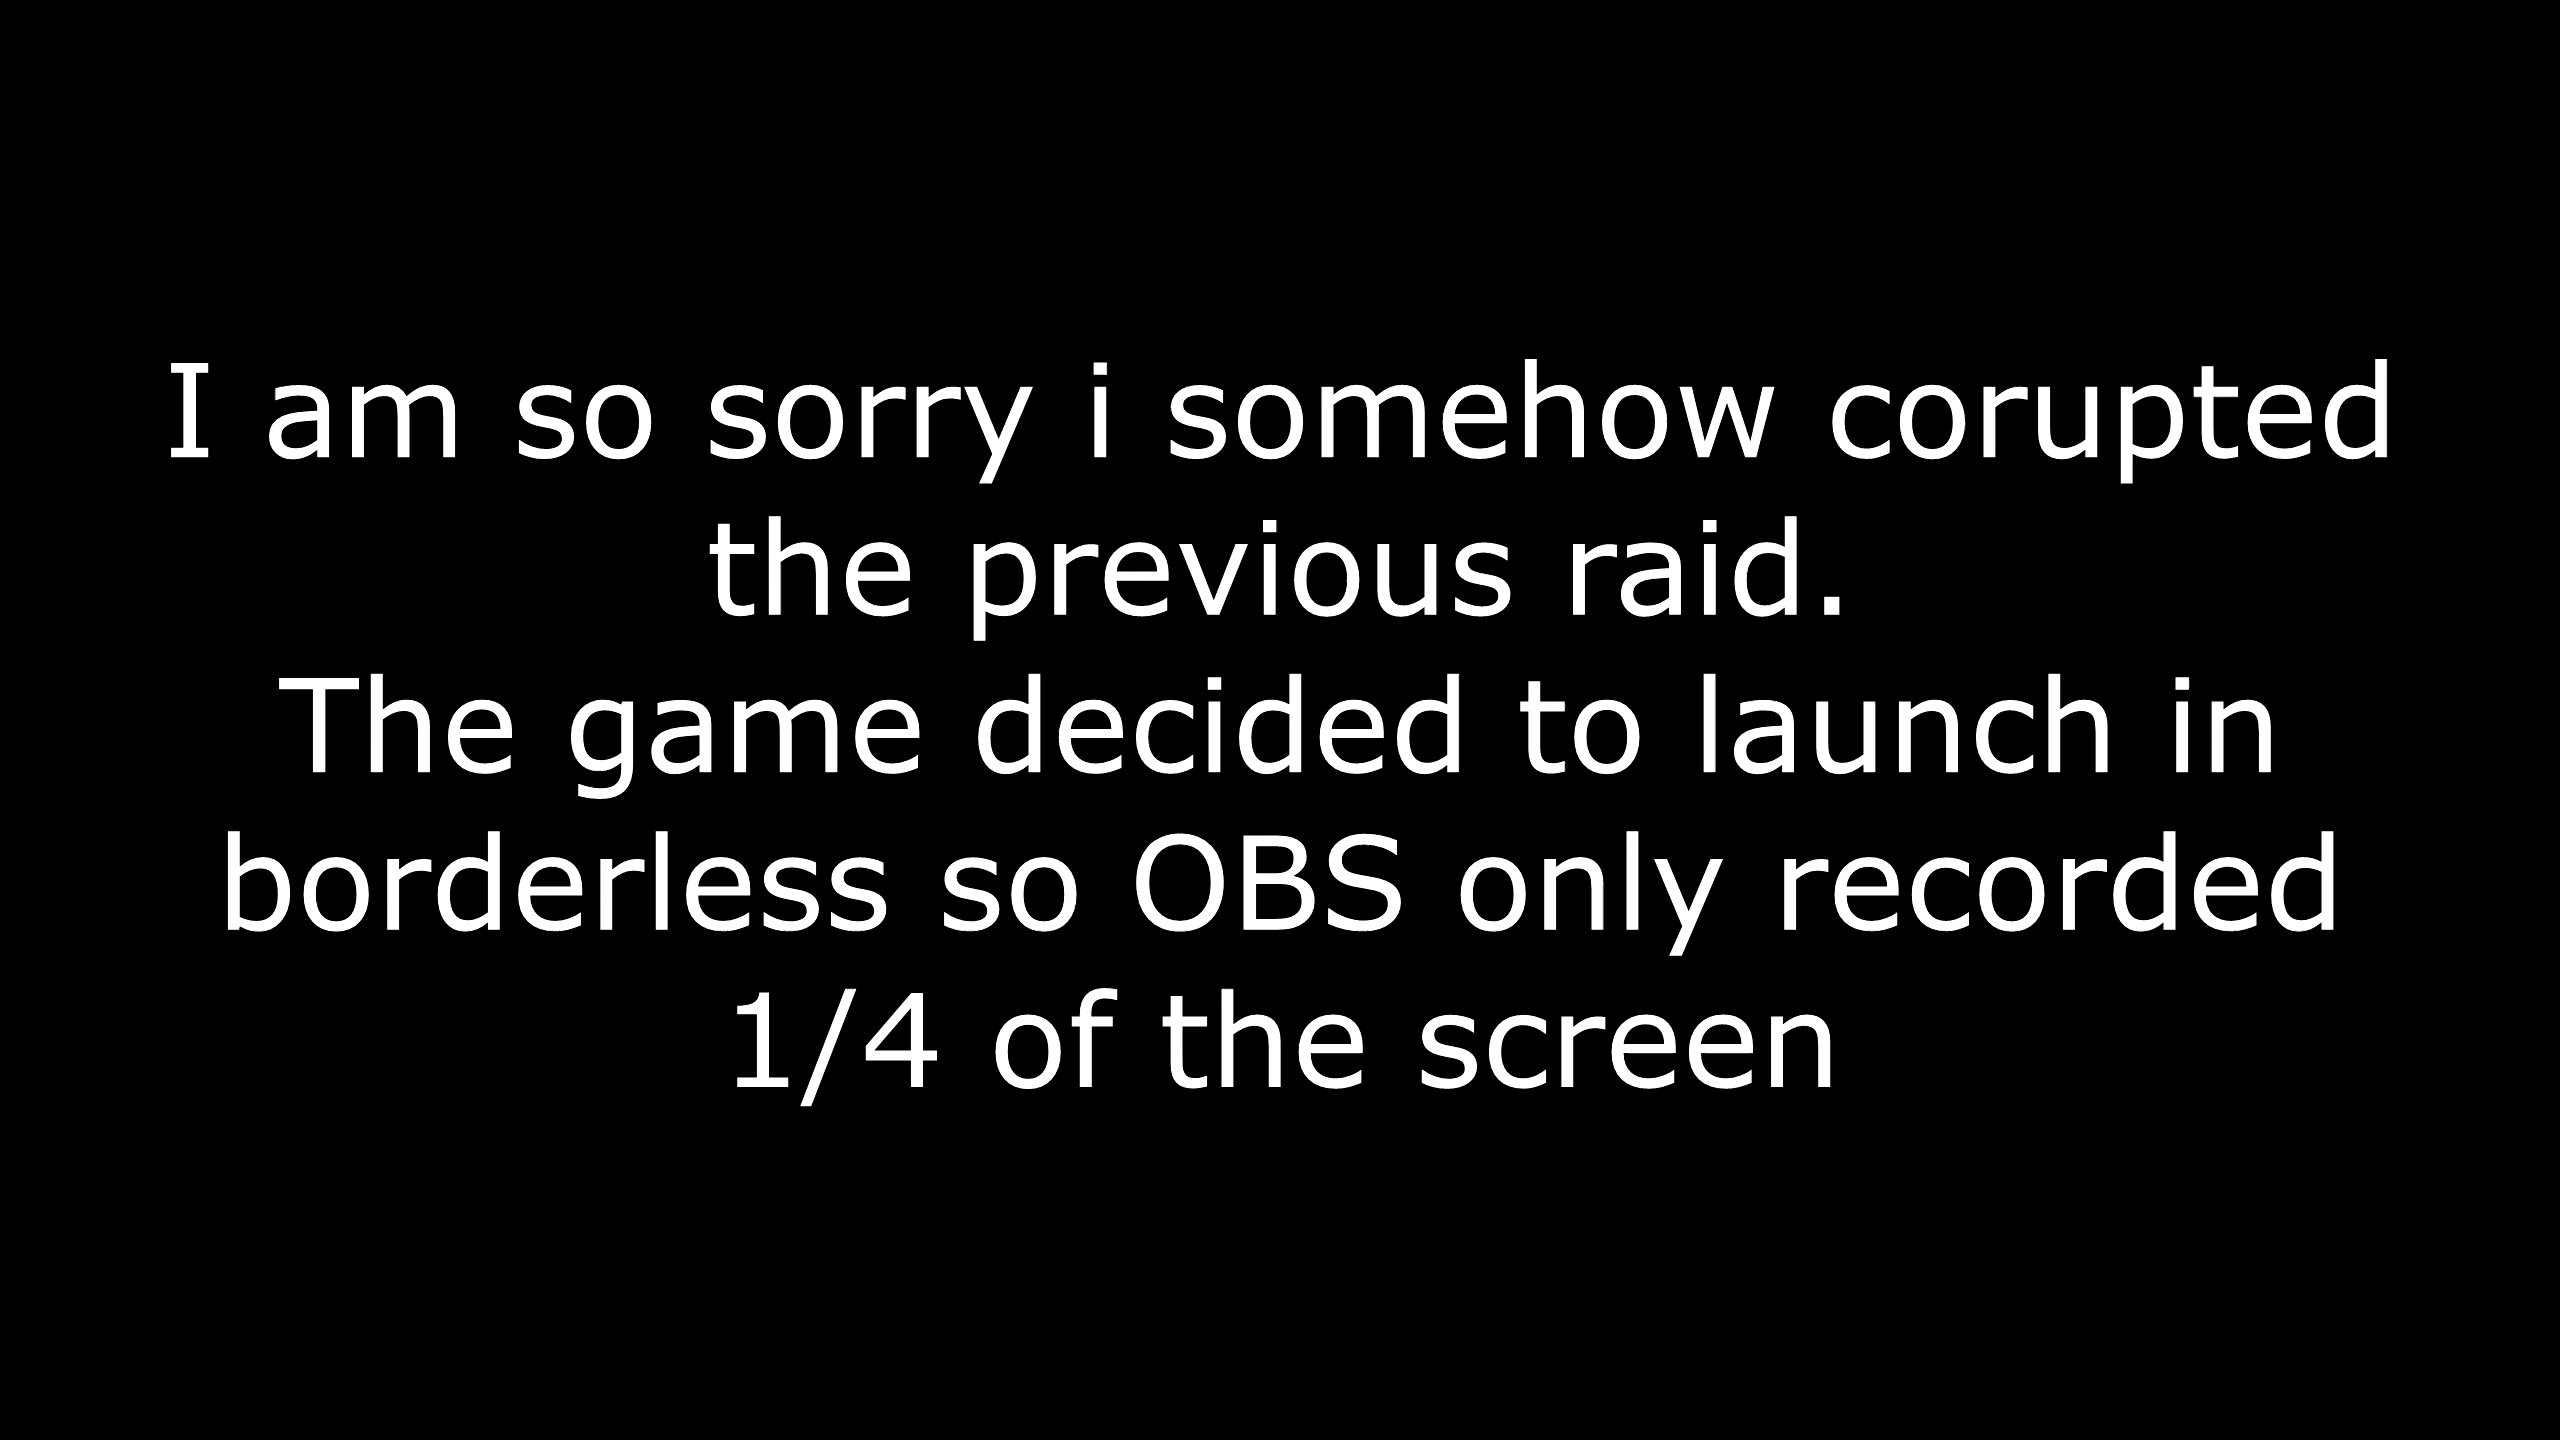 I am so sorry i somehow corupted
the previous raid.
The game decided to launch in
borderless so OBS only recorded
1/4 of the screen